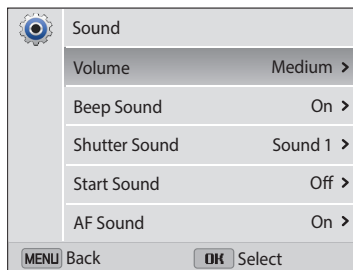 Sound
Volume Medium >
Beep Sound On >
Shutter Sound Sound 1 >
Start Sound Off >
AF Sound On >
MENU Back OK Select